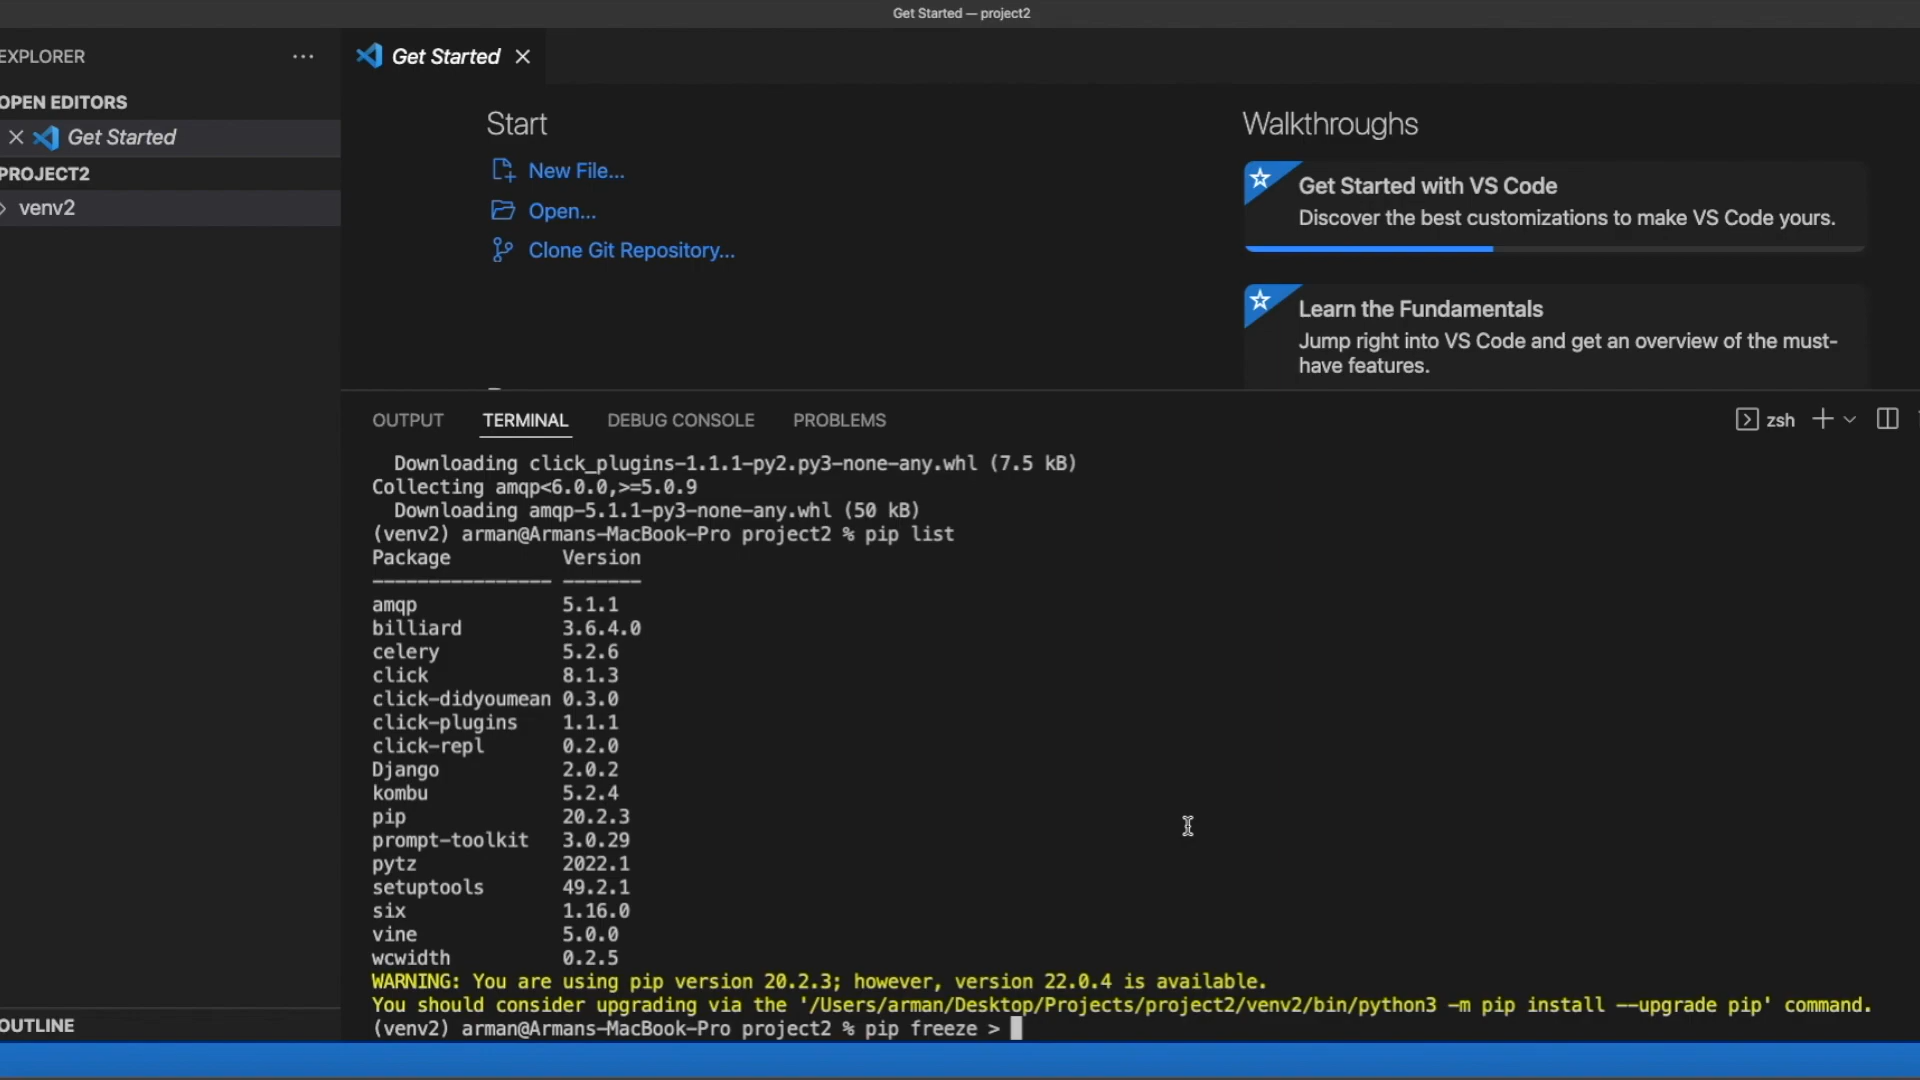 Get Started — project2
EXPLORER
OPEN EDITORS
Get Started
PROJECT2
venv2
OUTLINE
Get Started
Start
New File...
Open...
Clone Git Repository...
Walkthroughs
Get Started with VS Code
Discover the best customizations to make VS Code yours.
Learn the Fundamentals
Jump right into VS Code and get an overview of the must-
have features.
OUTPUT TERMINAL DEBUG CONSOLE PROBLEMS zsh
Downloading click_plugins-1.1.1-py2.py3-none-any.whl (7.5 kB)
Collecting amqp<6.0.0,>=5.0.9
Downloading amqp-5.1.1-py3-none-any.whl (50 kB)
(venv2) arman@Armans-MacBook-Pro project2 % pip list
Package Version
---------------- -------
amqp 5.1.1
billiard 3.6.4.0
celery 5.2.6
click 8.1.3
click-didyoumean 0.3.0
click-plugins 1.1.1
click-repl 0.2.0
Django 2.0.2
kombu 5.2.4
pip 20.2.3
prompt-toolkit 3.0.29
pytz 2022.1
setuptools 49.2.1
six 1.16.0
vine 5.0.0
wcwidth 0.2.5
WARNING: You are using pip version 20.2.3; however, version 22.0.4 is available.
You should consider upgrading via the '/Users/arman/Desktop/Projects/project2/venv2/bin/python3 -m pip install --upgrade pip' command.
(venv2) arman@Armans-MacBook-Pro project2 % pip freeze >